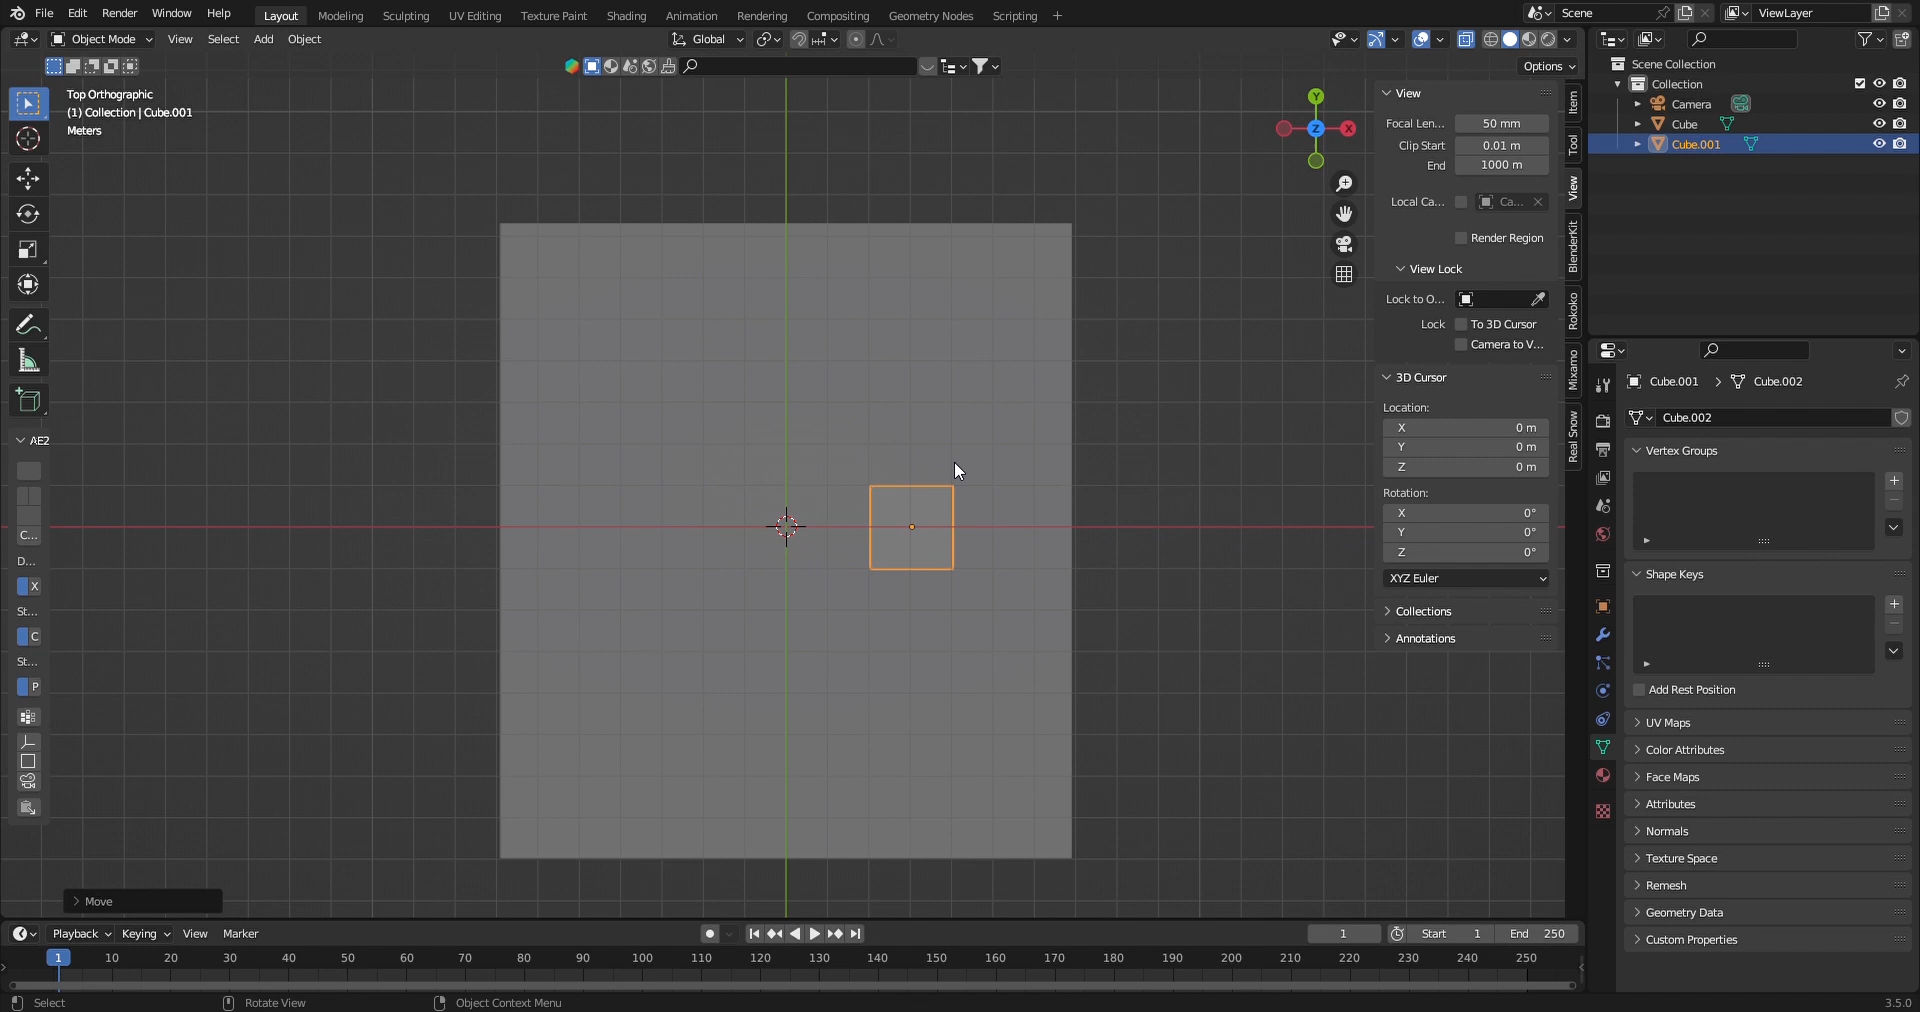 File Edit Render Window Help Layout Modeling Sculpting UV Editing Texture Paint Shading Animation Rendering Compositing Geometry Nodes Scripting + Scene ViewLayer
Object Mode View Select Add Object Global
Options
Top Orthographic
(1) Collection | Cube.001
Meters
Y
Z
X
View
Focal Len... 50 mm
Clip Start 0.01 m
End 1000 m
Local Ca... Ca...
Render Region
View Lock
Lock to O...
Lock To 3D Cursor
Camera to V...
3D Cursor
Location:
X 0 m
Y 0 m
Z 0 m
Rotation:
X 0°
Y 0°
Z 0°
XYZ Euler
Collections
Annotations
Item
Tool
View
BlenderKit
Rokoko
Mixamo
Real Snow
AE2
C...
D...
X
St...
C
St...
P
Move
Scene Collection
Collection
Camera
Cube
Cube.001
Cube.001 > Cube.002
Cube.002
Vertex Groups
Shape Keys
Add Rest Position
UV Maps
Color Attributes
Face Maps
Attributes
Normals
Texture Space
Remesh
Geometry Data
Custom Properties
Playback Keying View Marker 1 Start 1 End 250
1 10 20 30 40 50 60 70 80 90 100 110 120 130 140 150 160 170 180 190 200 210 220 230 240 250
Select Rotate View Object Context Menu 3.5.0